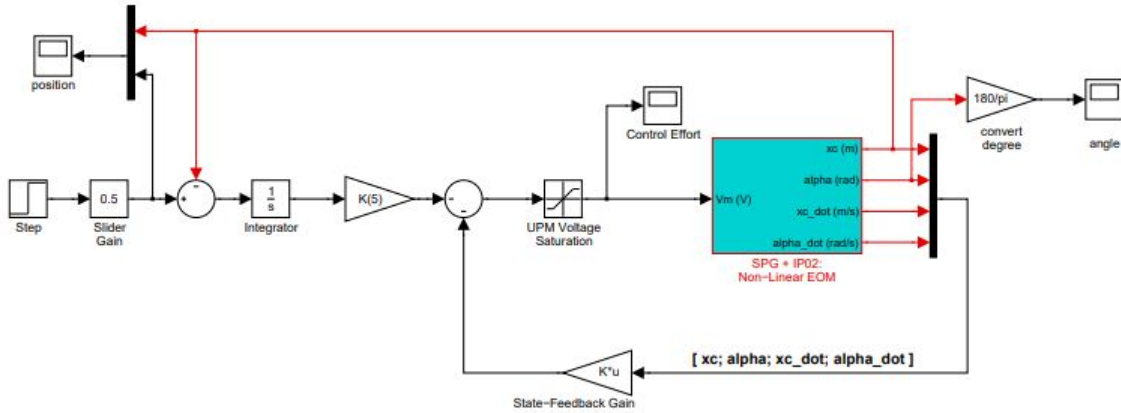 position
Control Effort
180/pi
convert
degree
angle
xc (m)
alpha (rad)
Vm (V)
xc_dot (m/s)
alpha_dot (rad/s)
SPG + IP02:
Non-Linear EOM
Step
0.5
Slider
Gain
-
+
1
s
Integrator
K(5)
-
-
UPM Voltage
Saturation
[ xc; alpha; xc_dot; alpha_dot ]
K*u
State-Feedback Gain